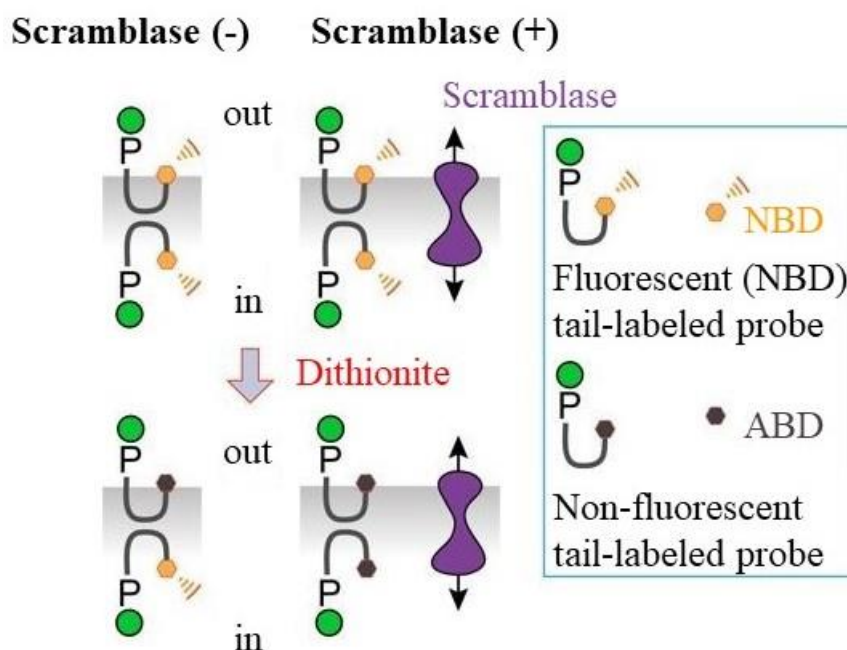 Scramblase (-) Scramblase (+)
Scramblase
out
P P
P
NBD
Fluorescent (NBD)
tail-labeled probe
P P
in
Dithionite
P
ABD
out
P P
Non-fluorescent
tail-labeled probe
P P
in